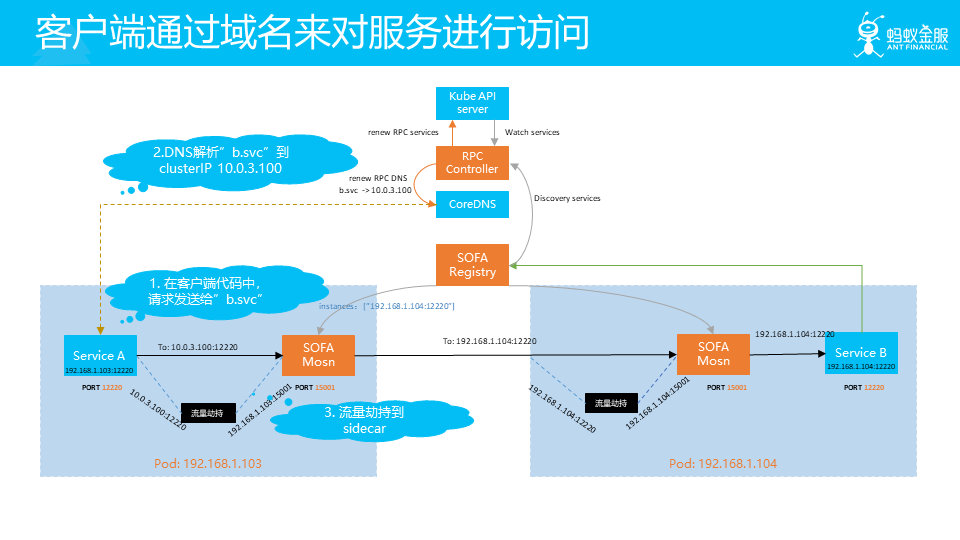 客户端通过域名来对服务进行访问
蚂蚁金服
ANT FINANCIAL
Kube API
server
renew RPC services
Watch services
2.DNS解析”b.svc”到
clusterIP 10.0.3.100
RPC
Controller
renew RPC DNS
b.svc -> 10.0.3.100
CoreDNS
Discovery services
SOFA
Registry
1. 在客户端代码中，
请求发送给”b.svc”
instances：["192.168.1.104:12220"]
To: 10.0.3.100:12220
To: 192.168.1.104:12220
192.168.1.104:12220
Service A
192.168.1.103:12220
SOFA
Mosn
SOFA
Mosn
Service B
192.168.1.104:12220
PORT 12220
PORT 15001
PORT 15001
PORT 12220
10.0.3.100:12220
流量劫持
192.168.1.103:15001
3. 流量劫持到
sidecar
192.168.1.104:12220
流量劫持
192.168.1.104:15001
Pod: 192.168.1.103
Pod: 192.168.1.104